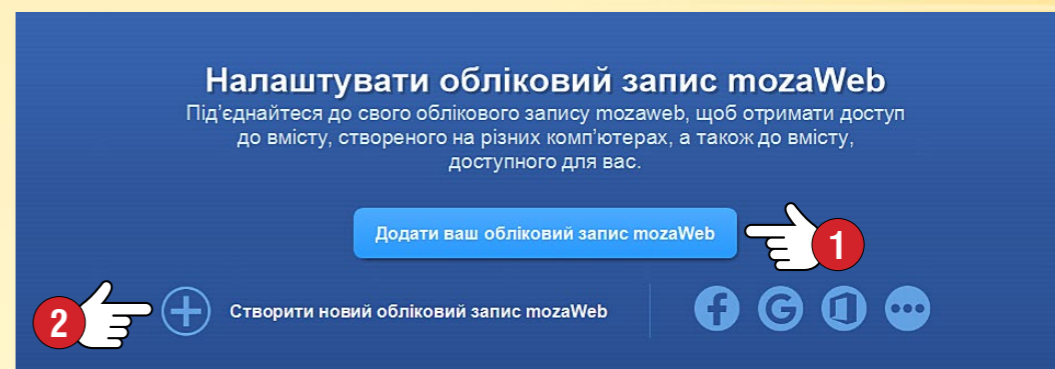 Налаштувати обліковий запис mozaWeb
Під'єднайтеся до свого облікового запису mozaweb, щоб отримати доступ
до вмісту, створеного на різних комп'ютерах, а також до вмісту,
доступного для вас.
Додати ваш обліковий запис mozaWeb
1
2
Створити новий обліковий запис mozaWeb